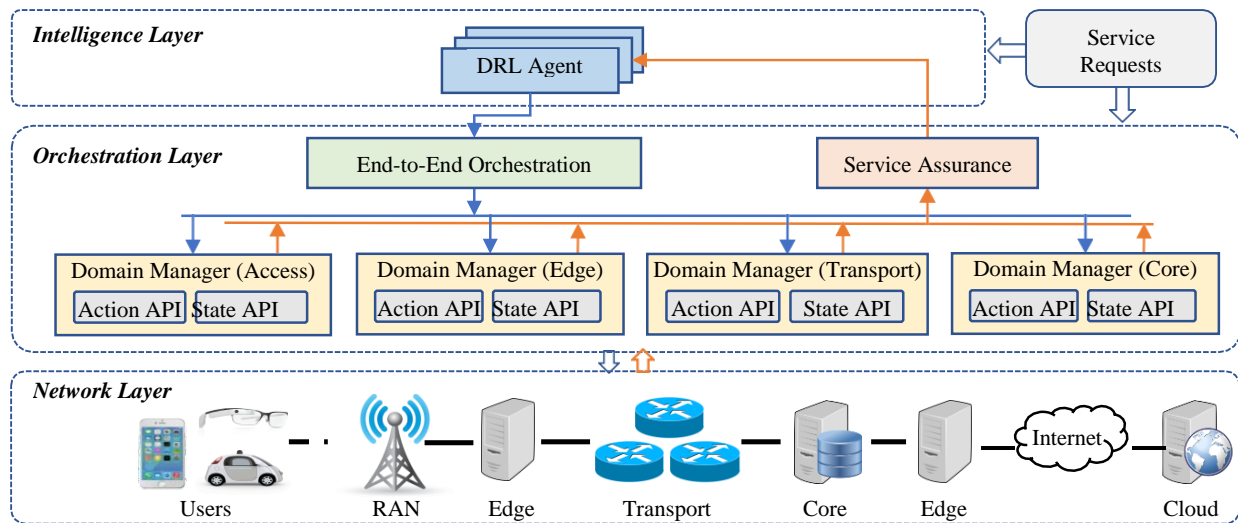 Intelligence Layer
DRL Agent
Service
Requests
Orchestration Layer
End-to-End Orchestration
Service Assurance
Domain Manager (Access)
Action API
State API
Domain Manager (Edge)
Action API
State API
Domain Manager (Transport)
Action API
State API
Domain Manager (Core)
Action API
State API
Network Layer
Internet
Users
RAN
Edge
Transport
Core
Edge
Cloud